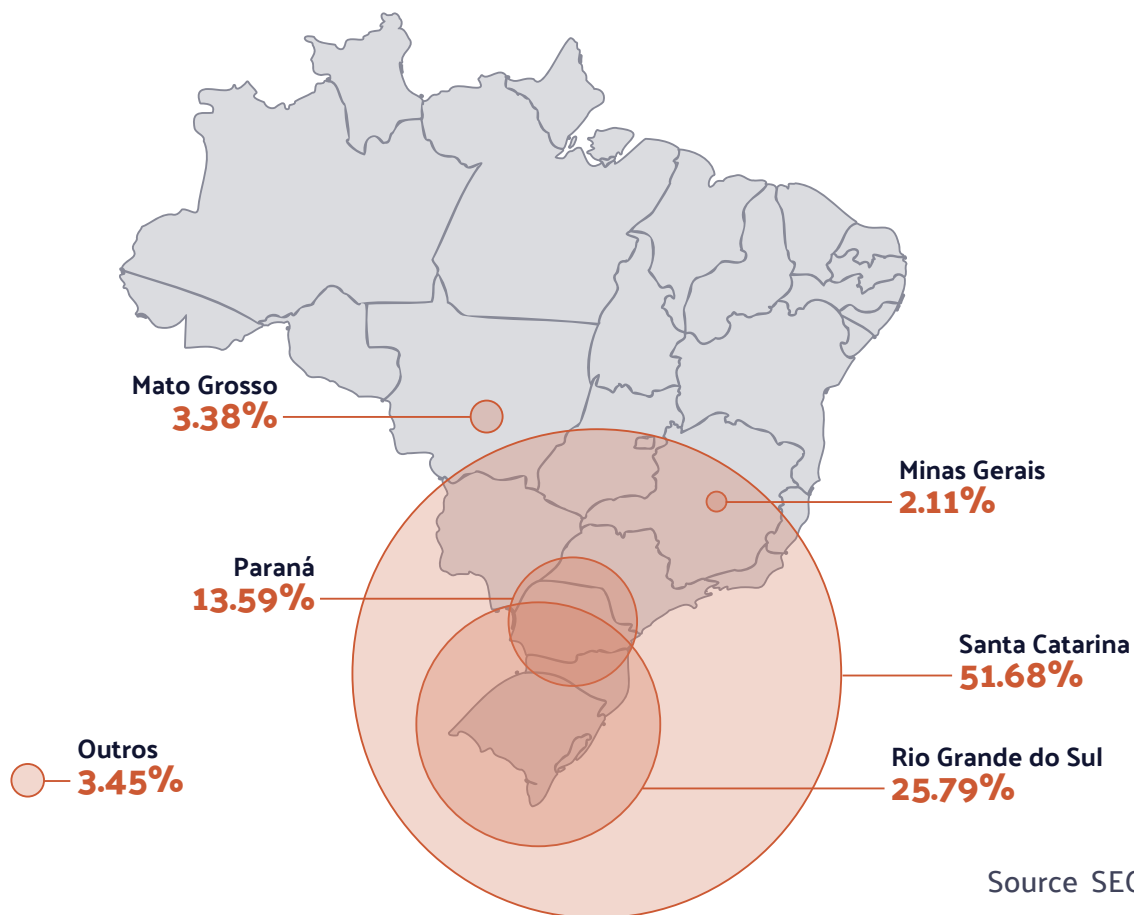 Mato Grosso
3.38%
Minas Gerais
2.11%
Paraná
13.59%
Santa Catarina
51.68%
Outros
3.45%
Rio Grande do Sul
25.79%
Source